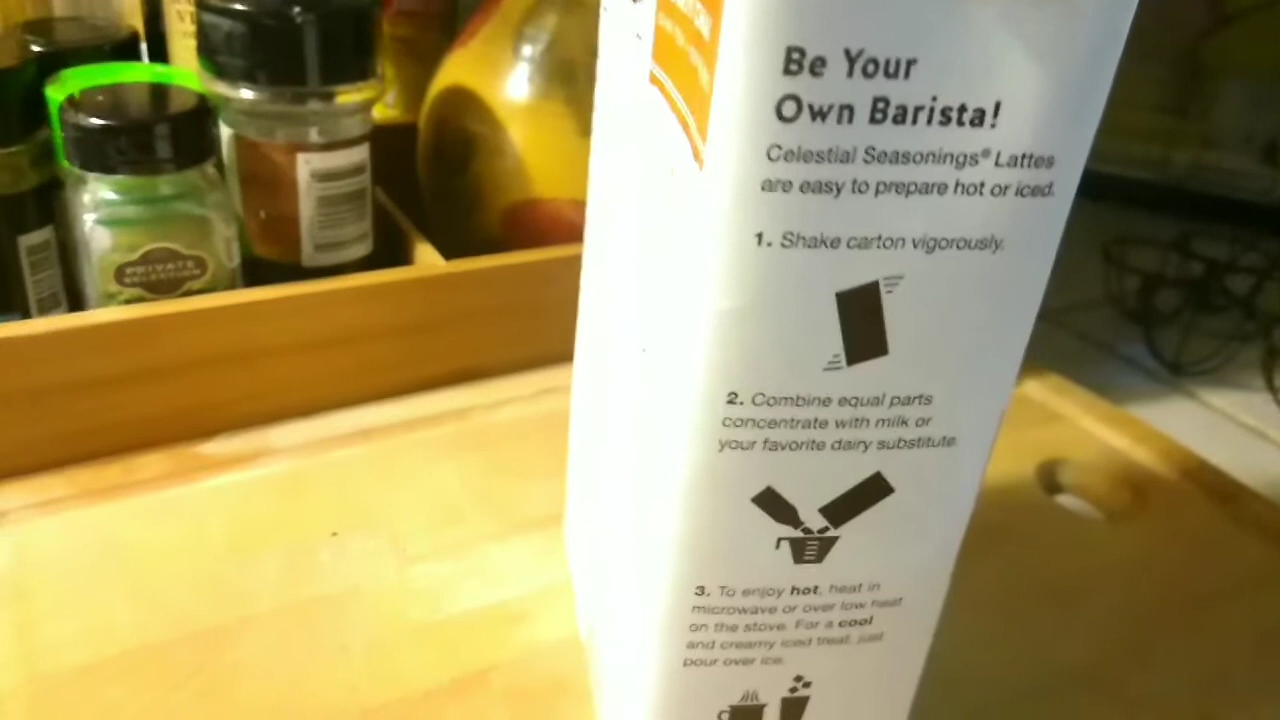 Be Your
Own Barista!
Celestial Seasonings® Lattes
are easy to prepare hot or iced.
1. Shake carton vigorously.
2. Combine equal parts
concentrate with milk or
your favorite dairy substitute.
3. To enjoy hot, heat in
microwave or over low heat
on the stove. For a cool
and creamy iced treat, just
pour over ice.
PRIVATE
SELECTION